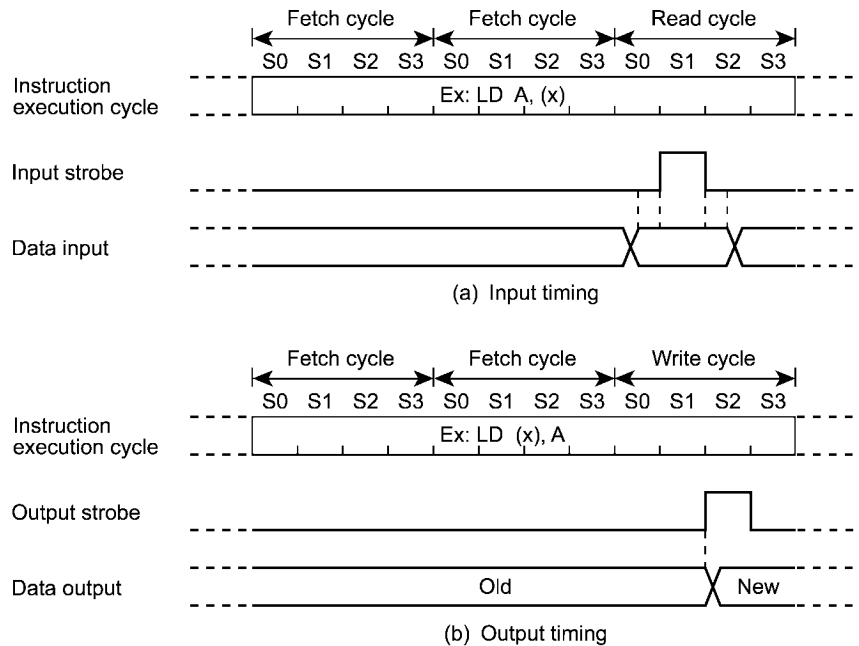 Fetch cycle Fetch cycle Read cycle
S0 S1 S2 S3 S0 S1 S2 S3 S0 S1 S2 S3
Instruction
execution cycle
Ex: LD A, (x)
Input strobe
Data input
(a) Input timing
Fetch cycle Fetch cycle Write cycle
S0 S1 S2 S3 S0 S1 S2 S3 S0 S1 S2 S3
Instruction
execution cycle
Ex: LD (x), A
Output strobe
Data output
Old New
(b) Output timing